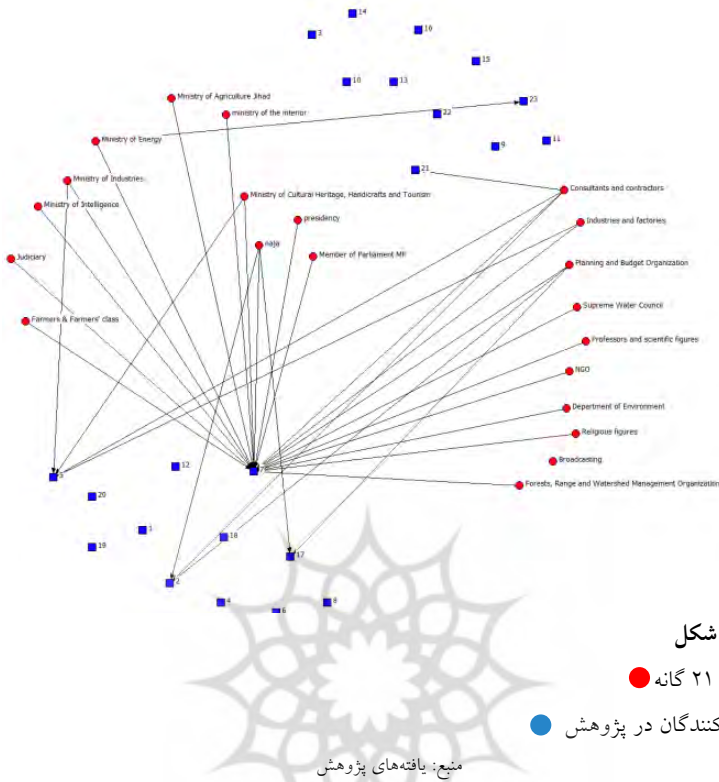 14
3
16
15
10
13
23
22
Ministry of Agriculture Jihad
ministry of the interior
Ministry of Energy
9
11
21
Ministry of Industries
Ministry of Cultural Heritage, Handicrafts and Tourism
Consultants and contractors
Ministry of Intelligence
presidency
Industries and factories
naja
Judiciary
Member of Parliament MP
Planning and Budget Organization
Supreme Water Council
Farmers & Farmers' class
Professors and scientific figures
NGO
Department of Environment
Religious figures
Broadcasting
12
Forests, Range and Watershed Management Organization
20
1
18
19
17
2
4
6
8
شکل
۲۱ گانه
کنندگان در پژوهش
منبع: یافته‌های پژوهش